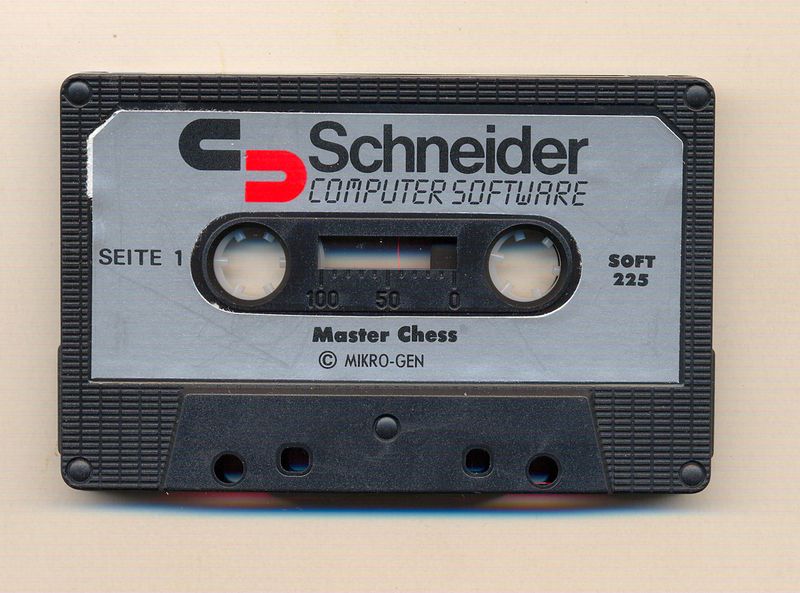 Schneider
COMPUTER SOFTWARE
SEITE 1
SOFT
225
100 50 0
Master Chess
© MIKRO-GEN